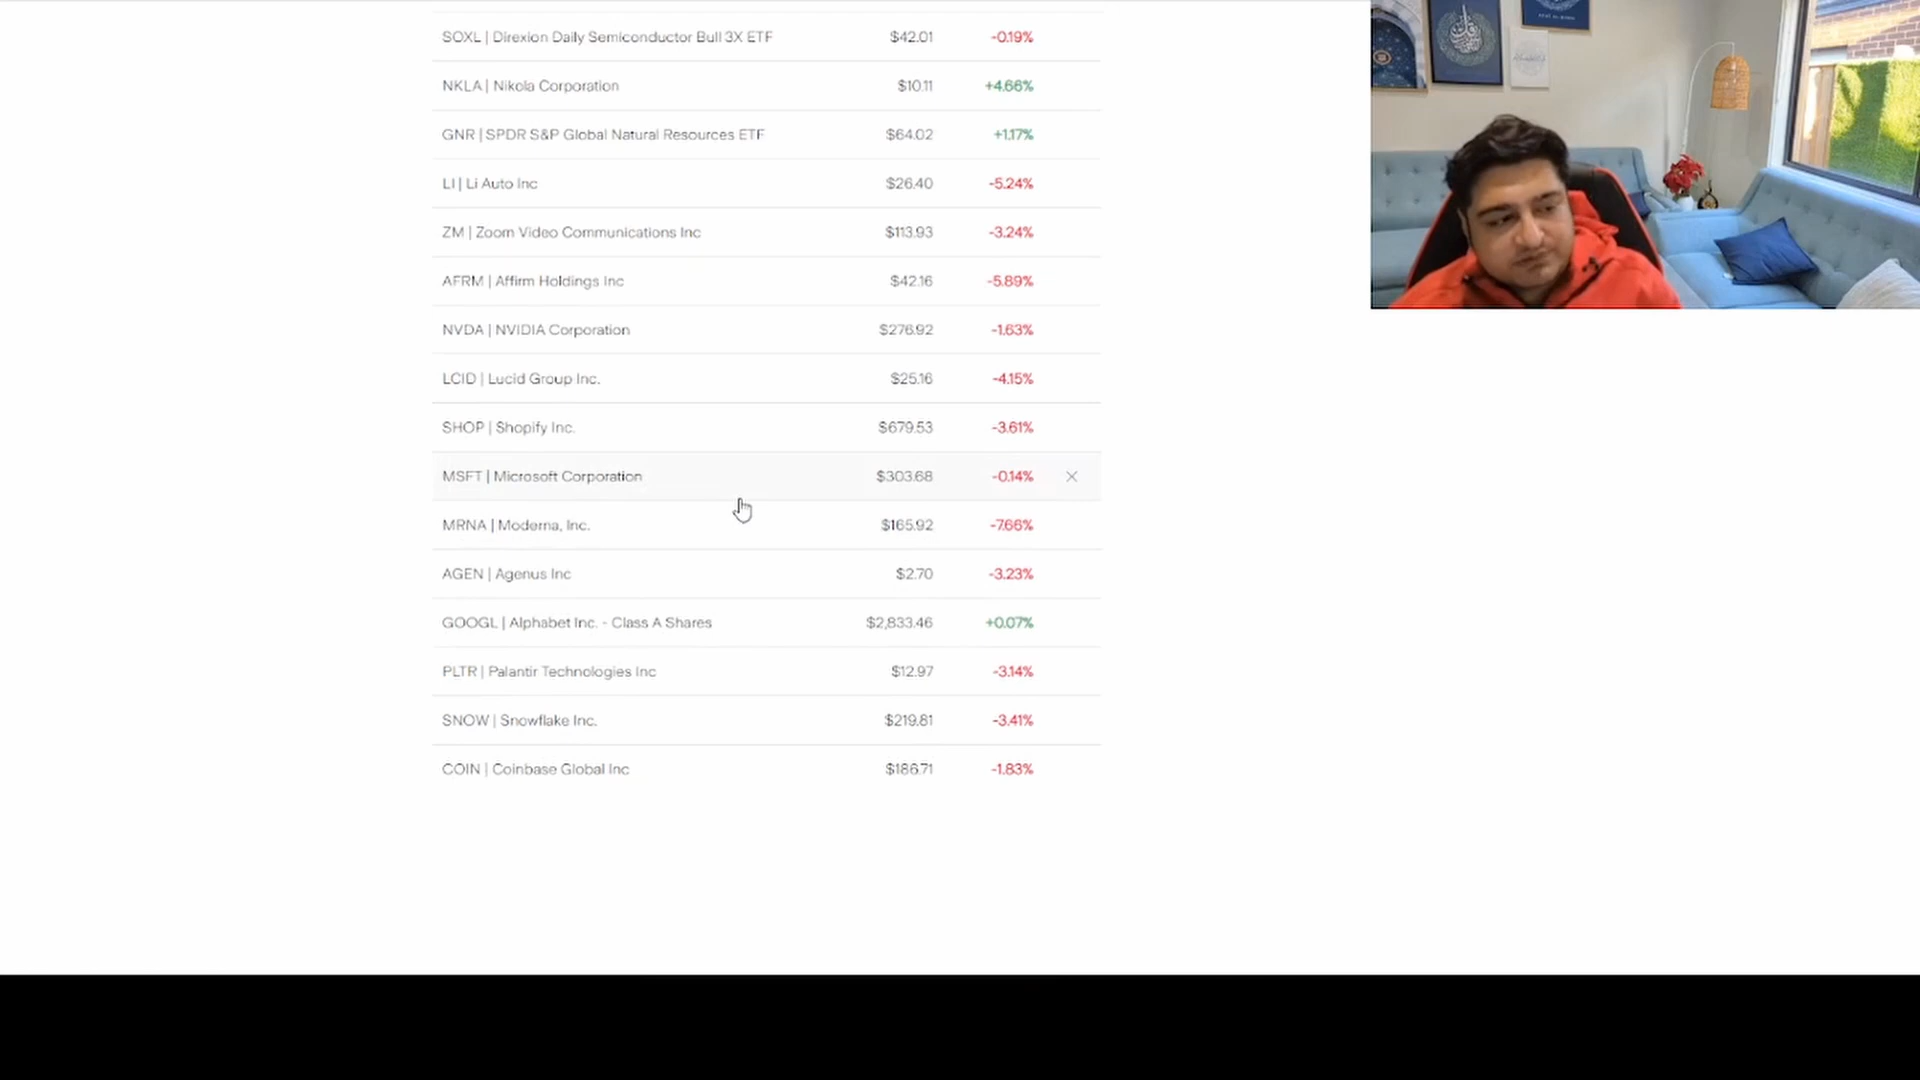 SOXL | Direxion Daily Semiconductor Bull 3X ETF $42.01 -0.19%
NKLA | Nikola Corporation $10.11 +4.66%
GNR | SPDR S&P Global Natural Resources ETF $64.02 +1.17%
LI | Li Auto Inc $26.40 -5.24%
ZM | Zoom Video Communications Inc $113.93 -3.24%
AFRM | Affirm Holdings Inc $42.16 -5.89%
NVDA | NVIDIA Corporation $276.92 -1.63%
LCID | Lucid Group Inc. $25.16 -4.15%
SHOP | Shopify Inc. $679.53 -3.61%
MSFT | Microsoft Corporation $303.68 -0.14%
MRNA | Moderna, Inc. $165.92 -7.66%
AGEN | Agenus Inc $2.70 -3.23%
GOOGL | Alphabet Inc. - Class A Shares $2,833.46 +0.07%
PLTR | Palantir Technologies Inc $12.97 -3.14%
SNOW | Snowflake Inc. $219.81 -3.41%
COIN | Coinbase Global Inc $186.71 -1.83%